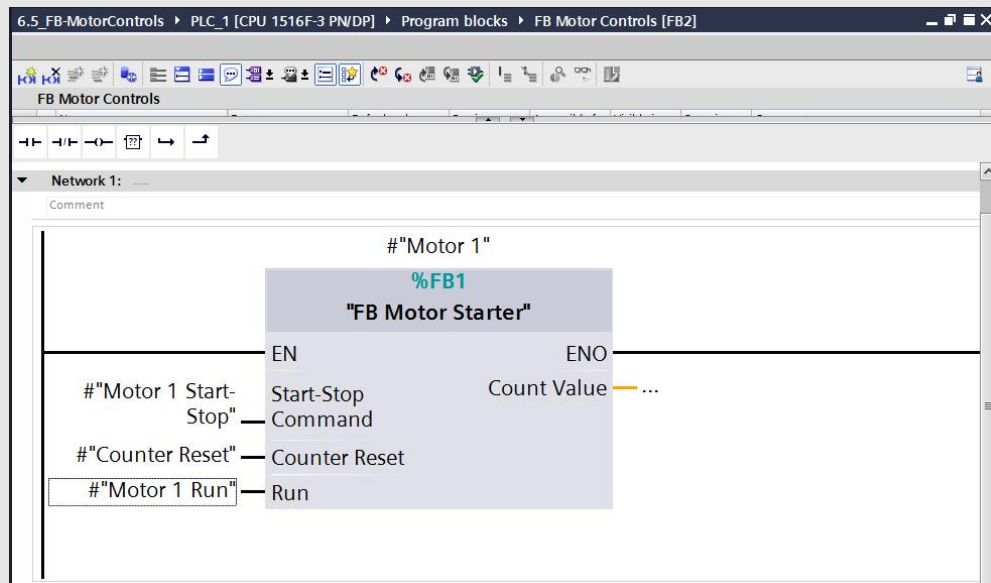 6.5_FB-MotorControls ▸ PLC_1 [CPU 1516F-3 PN/DP] ▸ Program blocks ▸ FB Motor Controls [FB2]
FB Motor Controls
??
Network 1: .....
Comment
#"Motor 1"
%FB1
"FB Motor Starter"
EN ENO
#"Motor 1 Start-
Stop"
Start-Stop
Command
Count Value ...
#"Counter Reset" Counter Reset
#"Motor 1 Run" Run